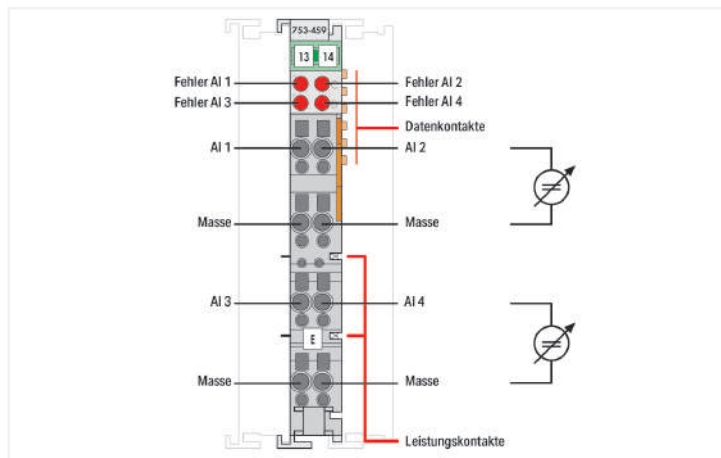 753-459
13 14
Fehler AI 1
Fehler AI 2
Fehler AI 3
Fehler AI 4
Datenkontakte
AI 1
AI 2
Masse
Masse
AI 3
AI 4
E
Masse
Masse
Leistungskontakte